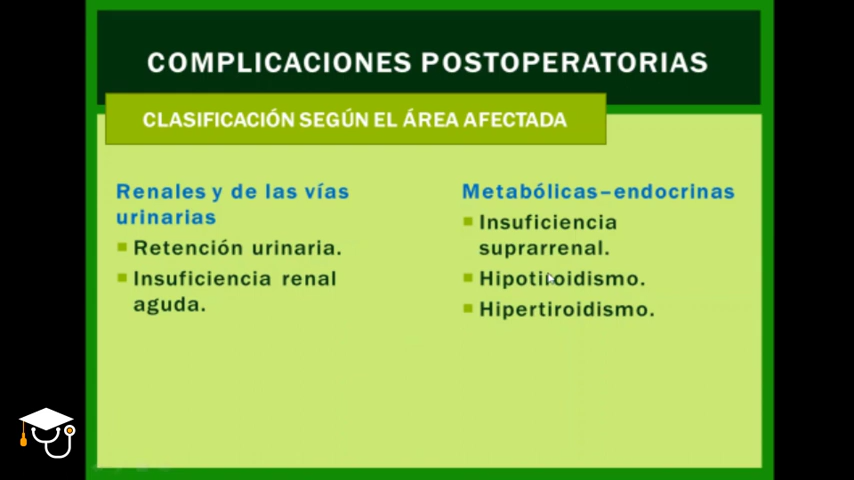 COMPLICACIONES POSTOPERATORIAS
CLASIFICACIÓN SEGÚN EL ÁREA AFECTADA
Renales y de las vías
urinarias
Retención urinaria.
Insuficiencia renal
aguda.
Metabólicas–endocrinas
Insuficiencia
suprarrenal.
Hipotiroidismo.
Hipertiroidismo.